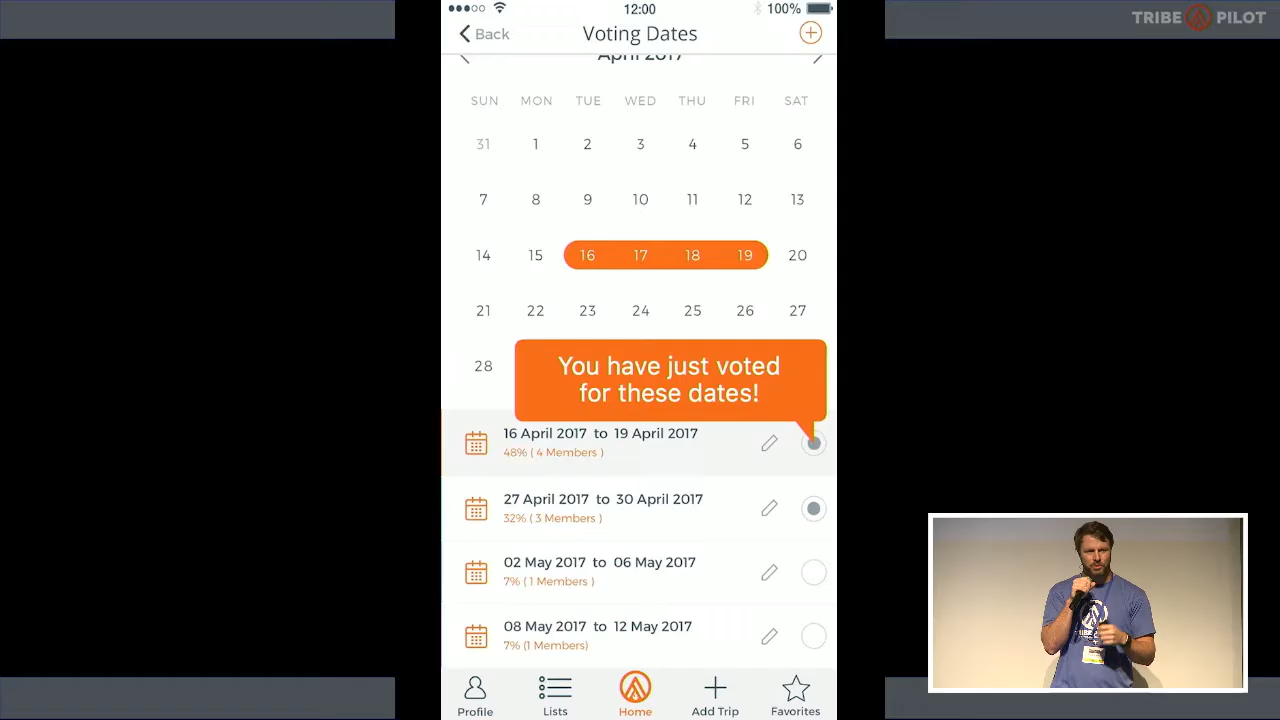 12:00
100%
TRIBE PILOT
Back
Voting Dates
April 2017
SUN MON TUE WED THU FRI SAT
31 1 2 3 4 5 6
7 8 9 10 11 12 13
14 15 16 17 18 19 20
21 22 23 24 25 26 27
28
You have just voted
for these dates!
16 April 2017 to 19 April 2017
48% ( 4 Members )
27 April 2017 to 30 April 2017
32% ( 3 Members )
02 May 2017 to 06 May 2017
7% ( 1 Members )
08 May 2017 to 12 May 2017
7% (1 Members)
Profile Lists Home Add Trip Favorites